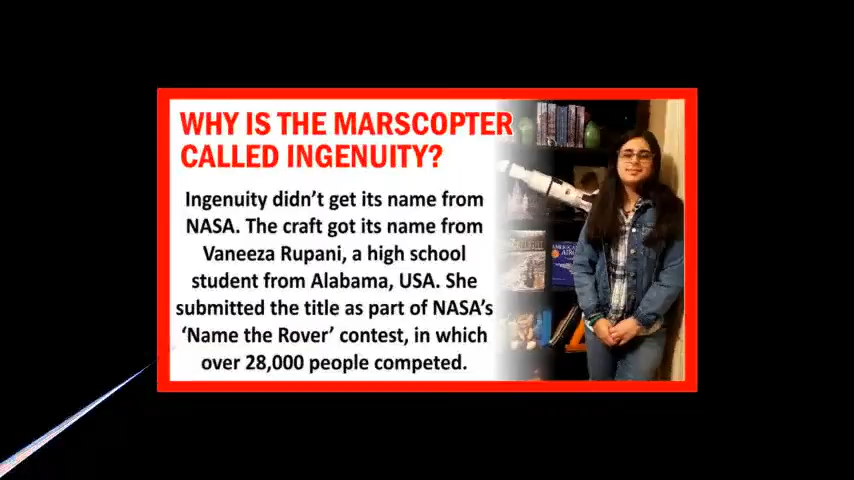 WHY IS THE MARSCOPTER
CALLED INGENUITY?
Ingenuity didn't get its name from
NASA. The craft got its name from
Vaneeza Rupani, a high school
student from Alabama, USA. She
submitted the title as part of NASA's
'Name the Rover' contest, in which
over 28,000 people competed.